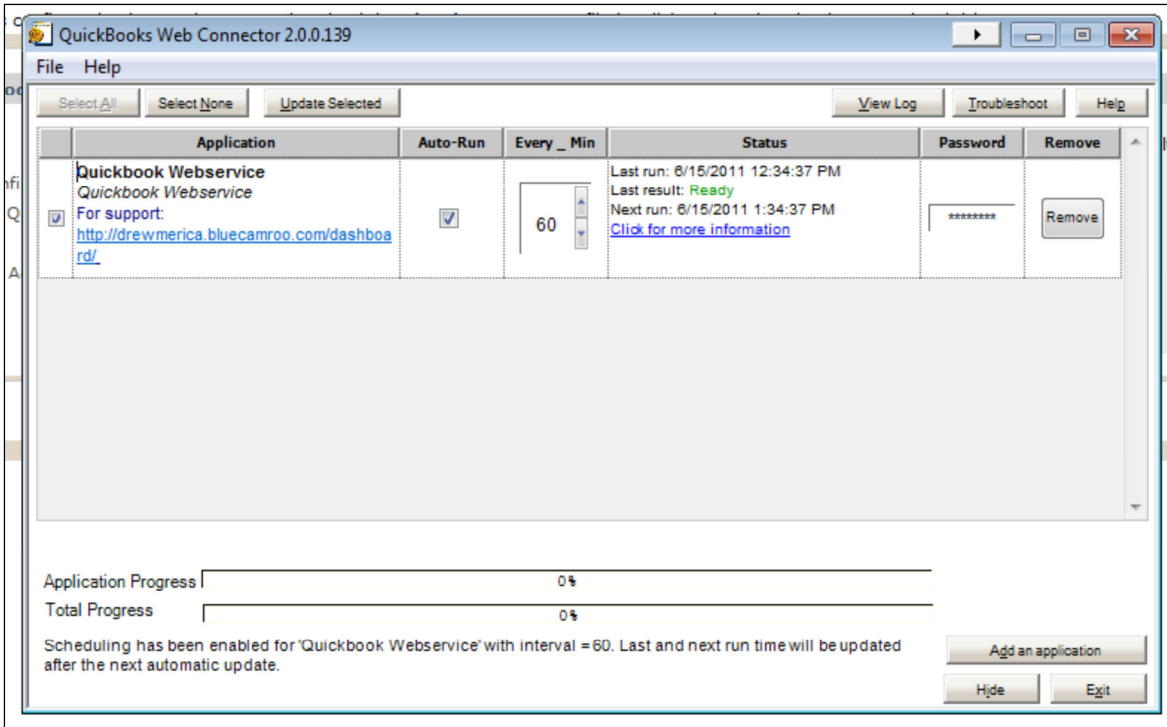 QuickBooks Web Connector 2.0.0.139
File Help
Select All Select None Update Selected View Log Troubleshoot Help
Application Auto-Run Every _ Min Status Password Remove
Quickbook Webservice
Quickbook Webservice
For support:
http://drewmerica.bluecamroo.com/dashboa
rd/
60
Last run: 6/15/2011 12:34:37 PM
Last result: Ready
Next run: 6/15/2011 1:34:37 PM
Click for more information
********
Remove
Application Progress 0%
Total Progress 0%
Scheduling has been enabled for 'Quickbook Webservice' with interval =60. Last and next run time will be updated
after the next automatic update.
Add an application
Hide Exit